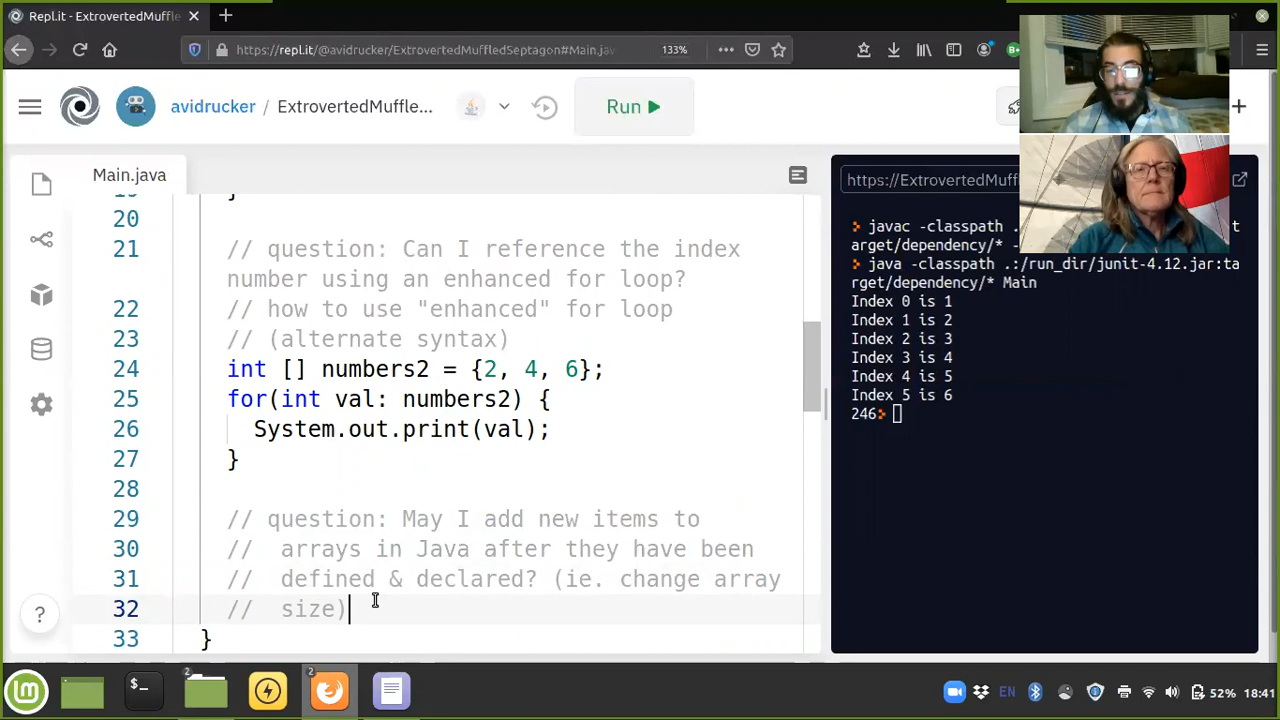 Repl.it - ExtrovertedMuffle
https://repl.it/@avidrucker/ExtrovertedMuffledSeptagon#Main.jav
133%
avidrucker
ExtrovertedMuffle...
Run
Main.java
20
21 // question: Can I reference the index
number using an enhanced for loop?
22 // how to use "enhanced" for loop
23 // (alternate syntax)
24 int [] numbers2 = {2, 4, 6};
25 for(int val: numbers2) {
26 System.out.print(val);
27 }
28
29 // question: May I add new items to
30 // arrays in Java after they have been
31 // defined & declared? (ie. change array
32 // size)
33 }
?
https://ExtrovertedMuffl
javac -classpath .
arget/dependency/* -
java -classpath .:/run_dir/junit-4.12.jar:ta
rget/dependency/* Main
Index 0 is 1
Index 1 is 2
Index 2 is 3
Index 3 is 4
Index 4 is 5
Index 5 is 6
246
2
2
EN
52%
18:41